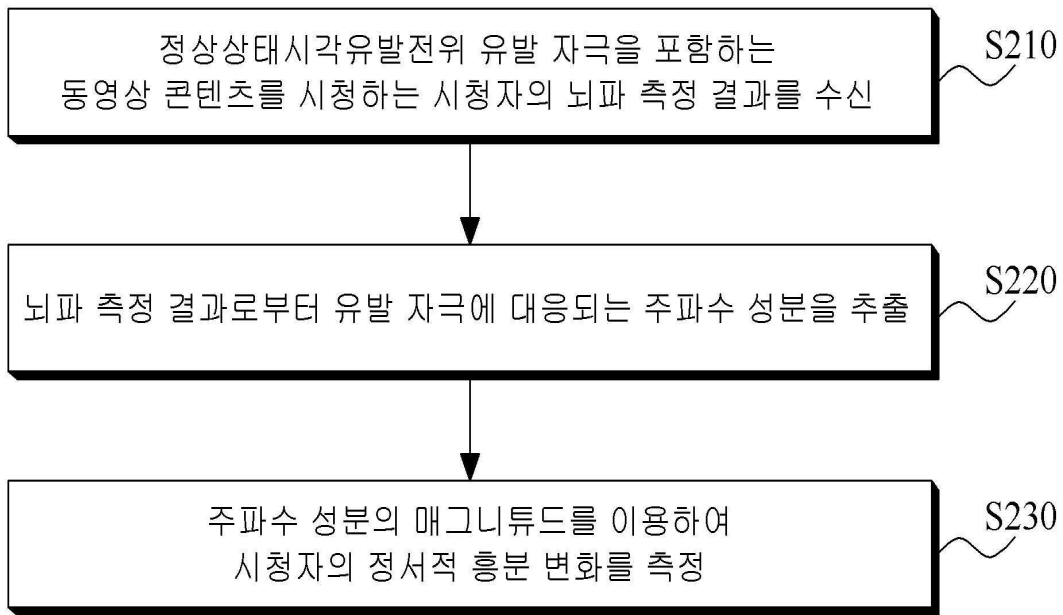 정상상태시각유발전위 유발 자극을 포함하는
동영상 콘텐츠를 시청하는 시청자의 뇌파 측정 결과를 수신
S210
뇌파 측정 결과로부터 유발 자극에 대응되는 주파수 성분을 추출
S220
주파수 성분의 매그니튜드를 이용하여
시청자의 정서적 흥분 변화를 측정
S230